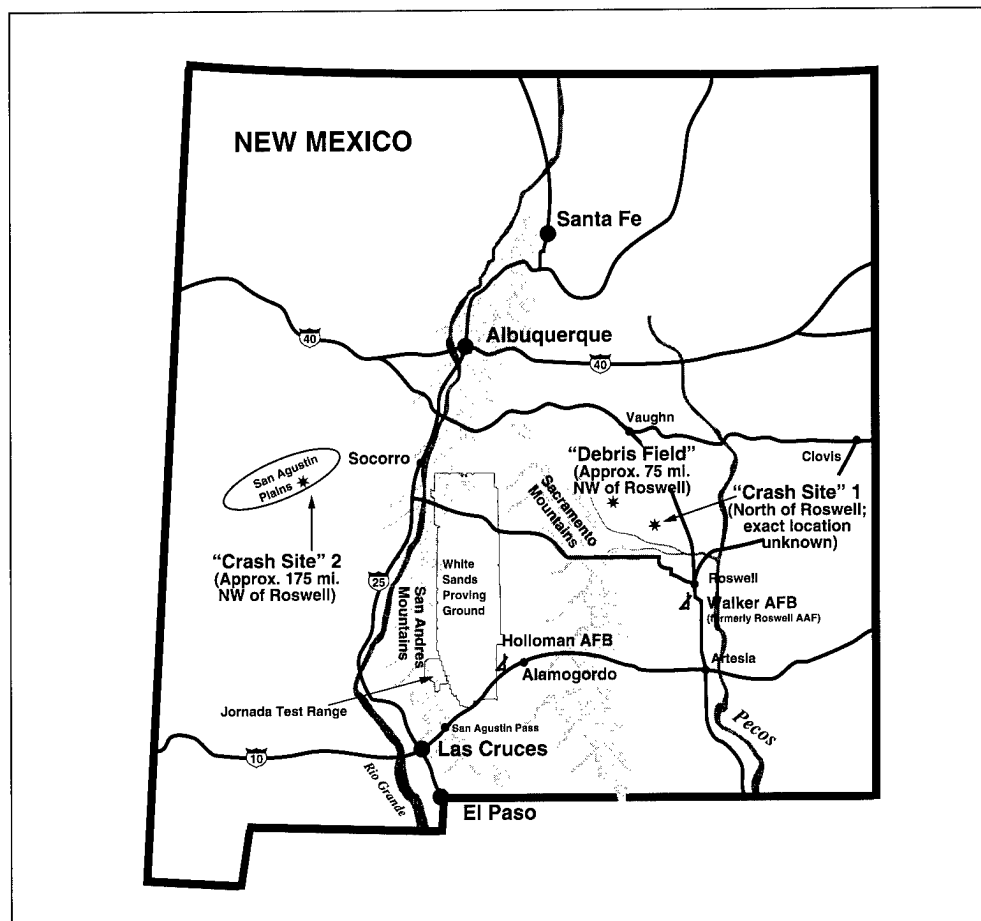 NEW MEXICO
Santa Fe
Albuquerque
40
40
Vaughn
Clovis
"Debris Field"
(Approx. 75 mi.
NW of Roswell)
"Crash Site" 1
(North of Roswell;
exact location
unknown)
Socorro
San Agustin
Plains
"Crash Site" 2
(Approx. 175 mi.
NW of Roswell)
Sacramento
Mountains
White
Sands
Proving
Ground
25
San Andres
Mountains
Roswell
Walker AFB
(formerly Roswell AAF)
Holloman AFB
Alamogordo
Artesia
Jornada Test Range
San Agustin Pass
Las Cruces
10
Rio Grande
Pecos
El Paso